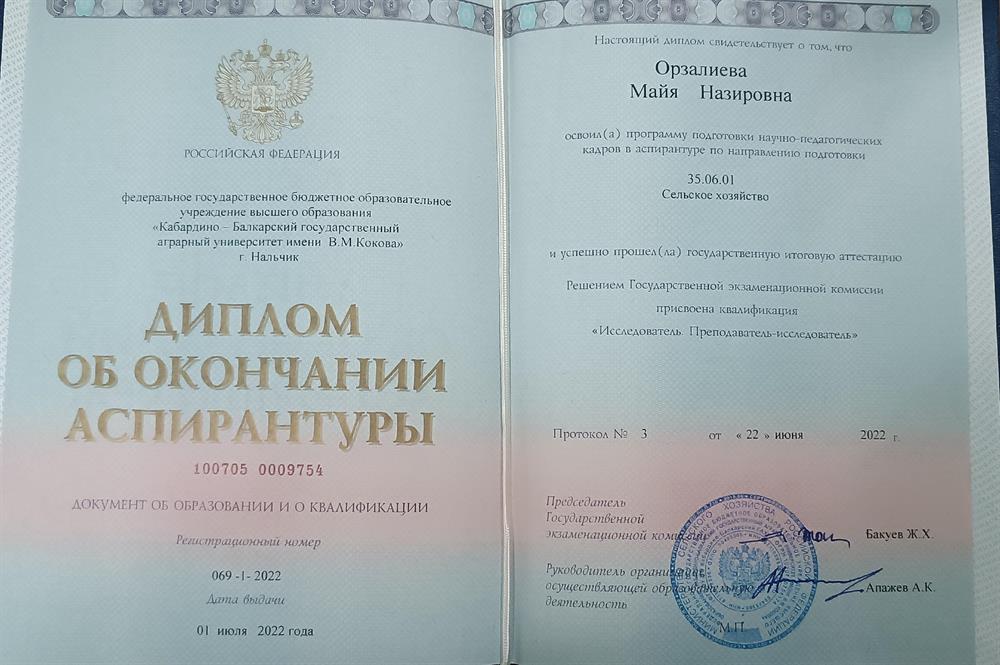 РОССИЙСКАЯ ФЕДЕРАЦИЯ
федеральное государственное бюджетное образовательное
учреждение высшего образования
«Кабардино – Балкарский государственный
аграрный университет имени В.М.Кокова»
г. Нальчик
ДИПЛОМ
ОБ ОКОНЧАНИИ
АСПИРАНТУРЫ
100705 0009754
ДОКУМЕНТ ОБ ОБРАЗОВАНИИ И О КВАЛИФИКАЦИИ
Регистрационный номер
069 -1- 2022
Дата выдачи
01 июля 2022 года
Настоящий диплом свидетельствует о том, что
Орзалиева
Майя Назировна
освоил(а) программу подготовки научно-педагогических
кадров в аспирантуре по направлению подготовки
35.06.01
Сельское хозяйство
и успешно прошел(ла) государственную итоговую аттестацию
Решением Государственной экзаменационной комиссии
присвоена квалификация
«Исследователь. Преподаватель-исследователь»
Протокол № 3 от « 22 » июня 2022 г.
Председатель
Государственной
экзаменационной комиссии Бакуев Ж.Х.
Руководитель организации,
осуществляющей образовательную Апажев А.К.
деятельность
М.П.